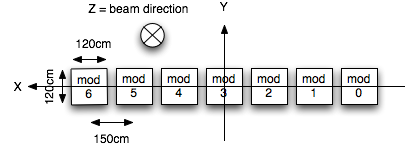 Z = beam direction
Y
120cm
X
120cm
mod mod mod mod mod mod mod
6 5 4 3 2 1 0
150cm